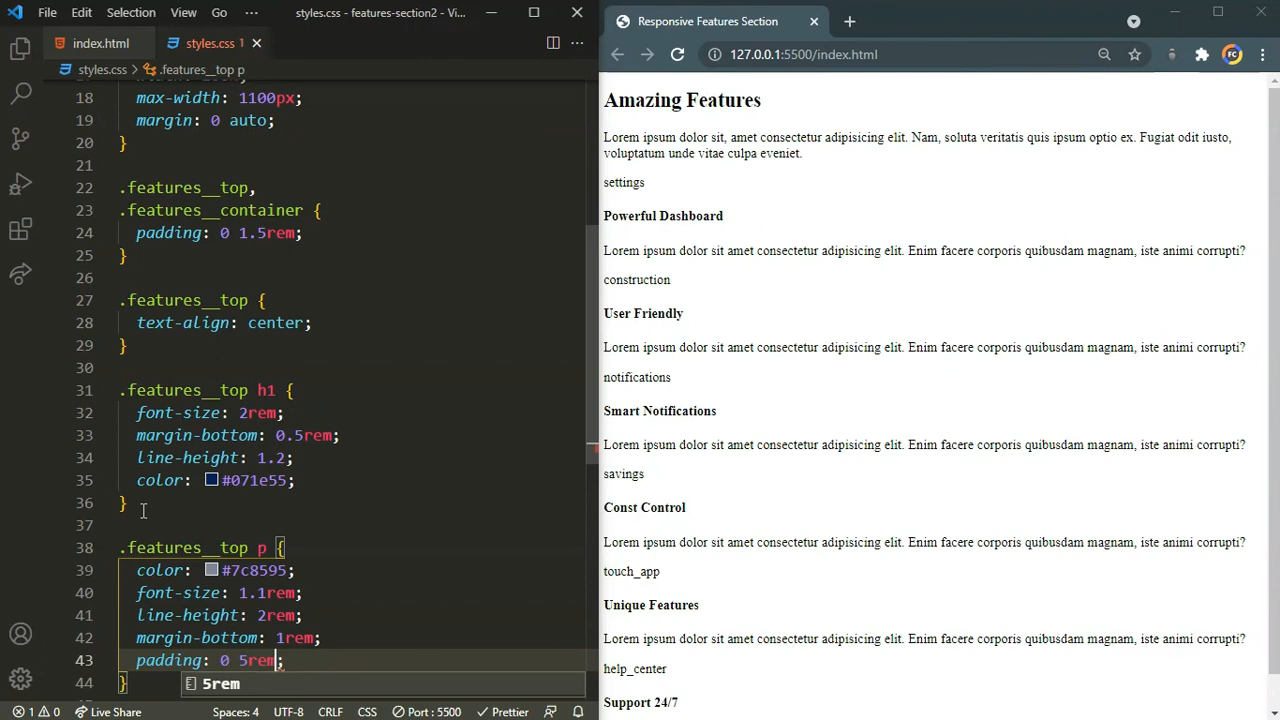 File Edit Selection View Go ··· styles.css - features-section2 - Vi...
index.html styles.css 1
styles.css > .features__top p
18 max-width: 1100px;
19 margin: 0 auto;
20 }
21
22 .features__top,
23 .features__container {
24 padding: 0 1.5rem;
25 }
26
27 .features__top {
28 text-align: center;
29 }
30
31 .features__top h1 {
32 font-size: 2rem;
33 margin-bottom: 0.5rem;
34 line-height: 1.2;
35 color: #071e55;
36 }
37
38 .features__top p {
39 color: #7c8595;
40 font-size: 1.1rem;
41 line-height: 2rem;
42 margin-bottom: 1rem;
43 padding: 0 5rem;
44 }
5rem
1 0 Live Share Spaces: 4 UTF-8 CRLF CSS Port : 5500 Prettier
Responsive Features Section
127.0.0.1:5500/index.html
FC
Amazing Features
Lorem ipsum dolor sit, amet consectetur adipisicing elit. Nam, soluta veritatis quis ipsum optio ex. Fugiat odit iusto,
voluptatum unde vitae culpa eveniet.
settings
Powerful Dashboard
Lorem ipsum dolor sit amet consectetur adipisicing elit. Enim facere corporis quibusdam magnam, iste animi corrupti?
construction
User Friendly
Lorem ipsum dolor sit amet consectetur adipisicing elit. Enim facere corporis quibusdam magnam, iste animi corrupti?
notifications
Smart Notifications
Lorem ipsum dolor sit amet consectetur adipisicing elit. Enim facere corporis quibusdam magnam, iste animi corrupti?
savings
Const Control
Lorem ipsum dolor sit amet consectetur adipisicing elit. Enim facere corporis quibusdam magnam, iste animi corrupti?
touch_app
Unique Features
Lorem ipsum dolor sit amet consectetur adipisicing elit. Enim facere corporis quibusdam magnam, iste animi corrupti?
help_center
Support 24/7